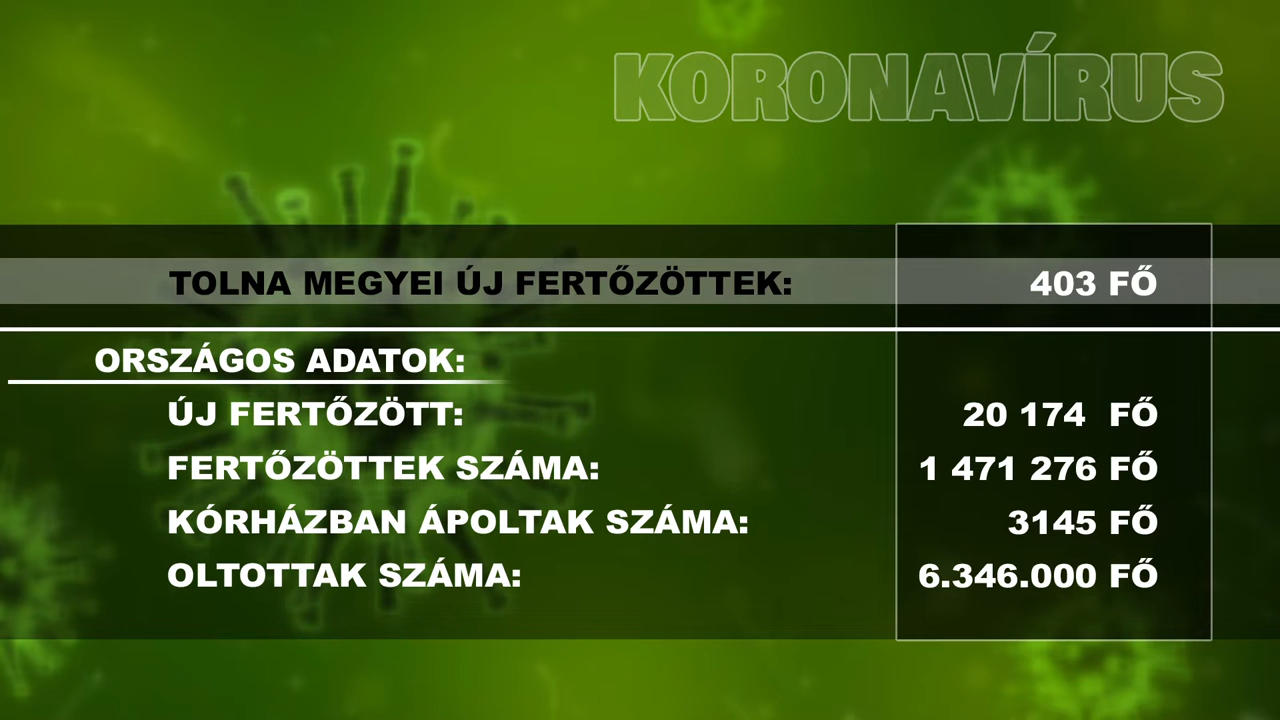 KORONAVÍRUS
TOLNA MEGYEI ÚJ FERTŐZÖTTEK: 403 FŐ
ORSZÁGOS ADATOK:
ÚJ FERTŐZÖTT: 20 174 FŐ
FERTŐZÖTTEK SZÁMA: 1 471 276 FŐ
KÓRHÁZBAN ÁPOLTAK SZÁMA: 3145 FŐ
OLTOTTAK SZÁMA: 6.346.000 FŐ